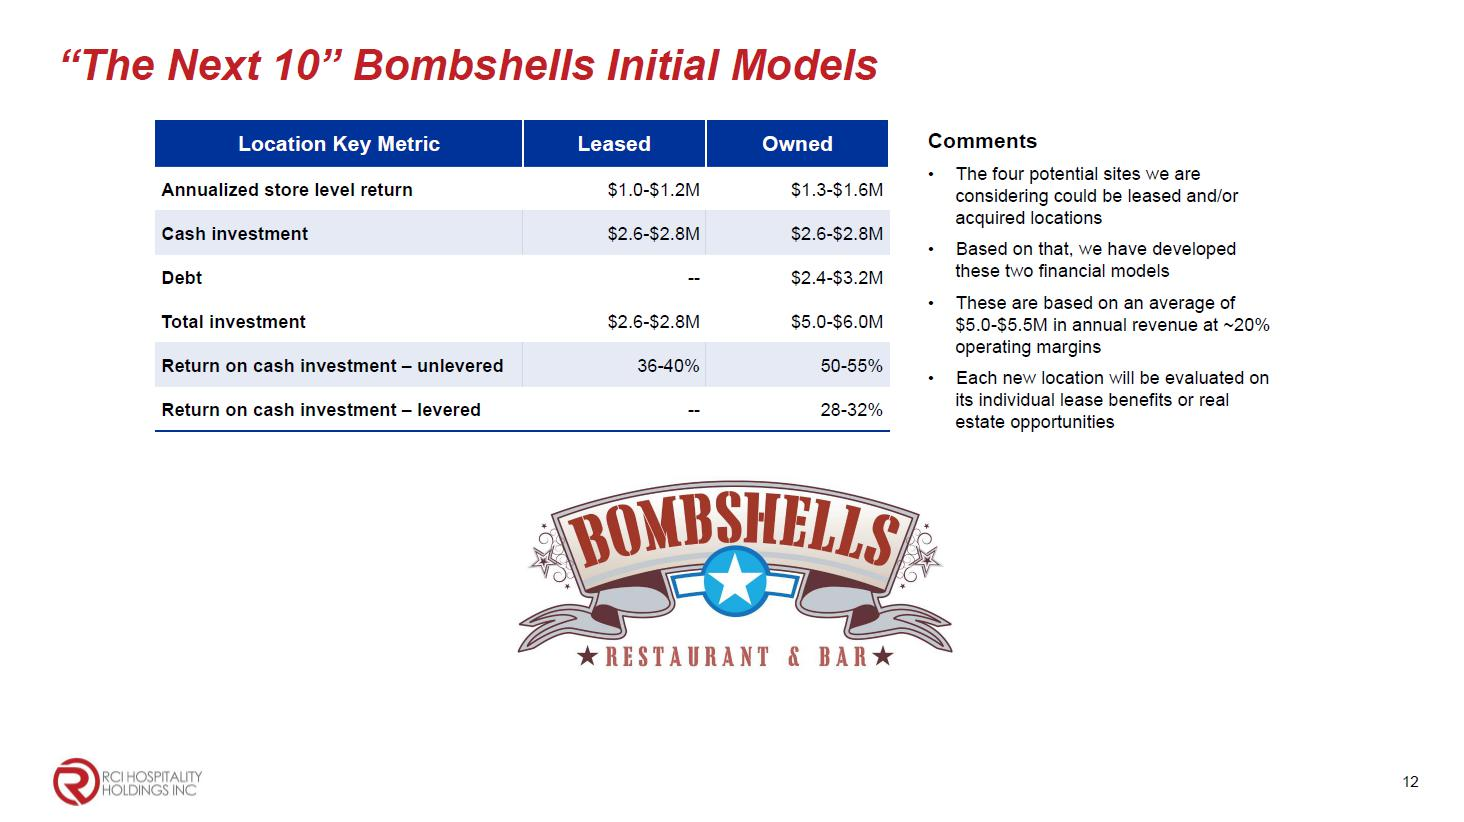 “The Next 10” Bombshells Initial Models
Location Key Metric Leased Owned
Annualized store level return $1.0-$1.2M $1.3-$1.6M
Cash investment $2.6-$2.8M $2.6-$2.8M
Debt -- $2.4-$3.2M
Total investment $2.6-$2.8M $5.0-$6.0M
Return on cash investment – unlevered 36-40% 50-55%
Return on cash investment – levered -- 28-32%
Comments
• The four potential sites we are
considering could be leased and/or
acquired locations
• Based on that, we have developed
these two financial models
• These are based on an average of
$5.0-$5.5M in annual revenue at ~20%
operating margins
• Each new location will be evaluated on
its individual lease benefits or real
estate opportunities
BOMBSHELLS
RESTAURANT & BAR
R RCI HOSPITALITY
HOLDINGS INC
12